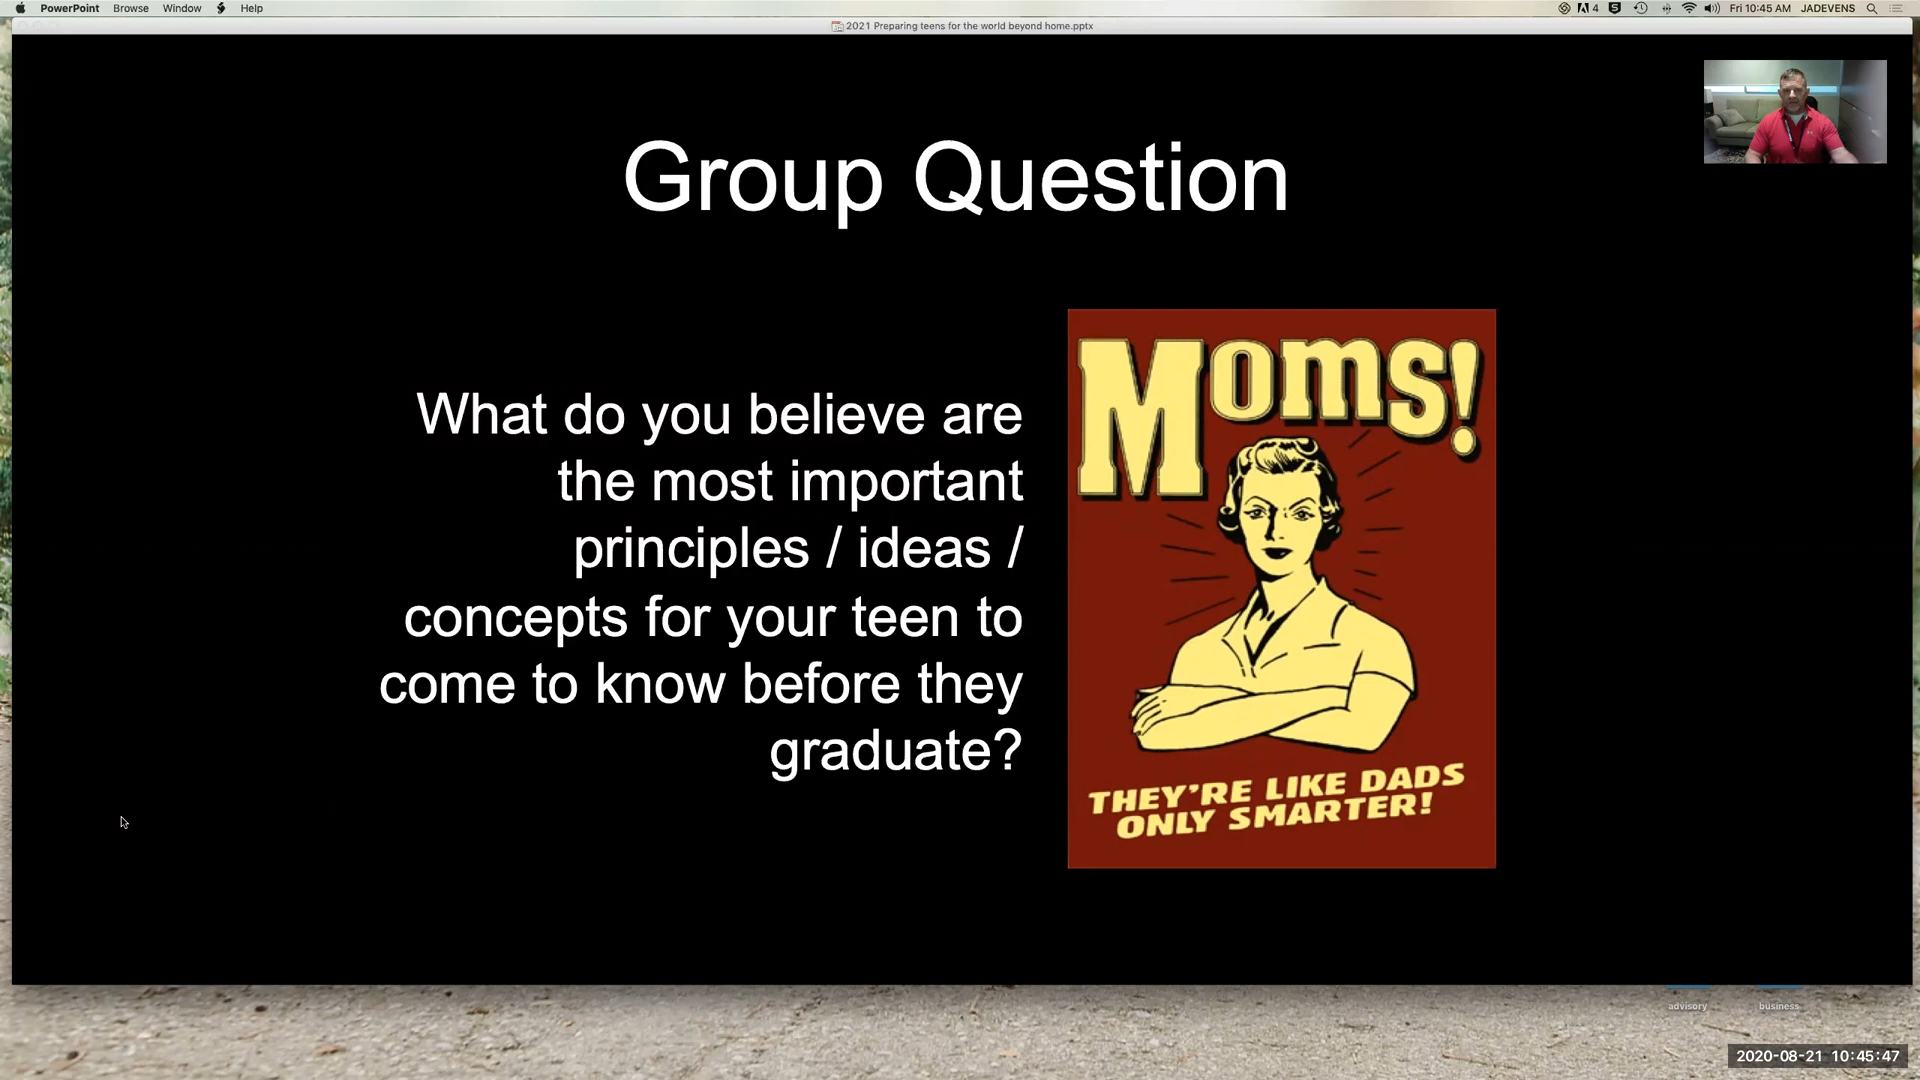 PowerPoint Browse Window Help
4 Fri 10:45 AM JADEVENS
2021 Preparing teens for the world beyond home.pptx
Group Question
What do you believe are
the most important
principles / ideas /
concepts for your teen to
come to know before they
graduate?
MOMS!
THEY'RE LIKE DADS
ONLY SMARTER!
advisory business
2020-08-21 10:45:47